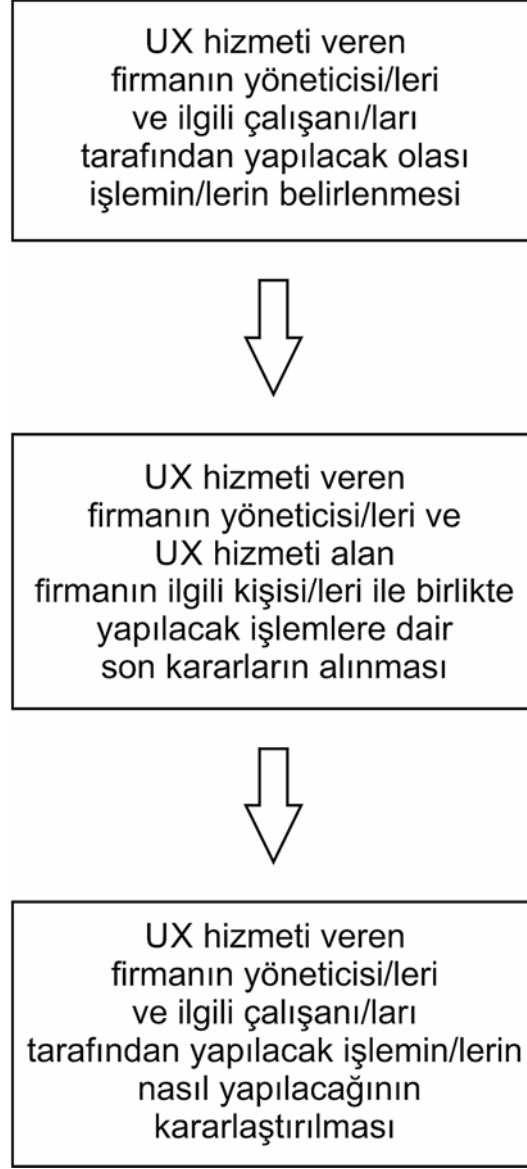 UX hizmeti veren
firmanın yöneticisi/leri
ve ilgili çalışanı/ları
tarafından yapılacak olası
işlemin/lerin belirlenmesi
UX hizmeti veren
firmanın yöneticisi/leri ve
UX hizmeti alan
firmanın ilgili kişisi/leri ile birlikte
yapılacak işlemlere dair
son kararların alınması
UX hizmeti veren
firmanın yöneticisi/leri
ve ilgili çalışanı/ları
tarafından yapılacak işlemin/lerin
nasıl yapılacağının
kararlaştırılması